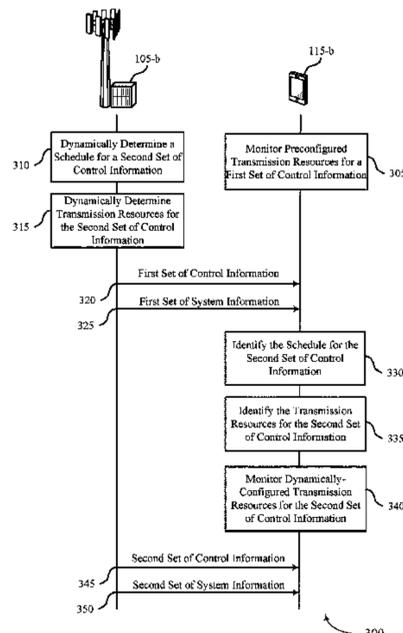 105-b
115-b
310
Dynamically Determine a
Schedule for a Second Set of
Control Information
Monitor Preconfigured
Transmission Resources for a
First Set of Control Information
305
315
Dynamically Determine
Transmission Resources for
the Second Set of Control
Information
First Set of Control Information
320
First Set of System Information
325
Identify the Schedule for the
Second Set of Control
Information
330
Identify the Transmission
Resources for the Second Set
of Control Information
335
Monitor Dynamically-
Configured Transmission
Resources for the Second Set
of Control Information
340
Second Set of Control Information
345
Second Set of System Information
350
300